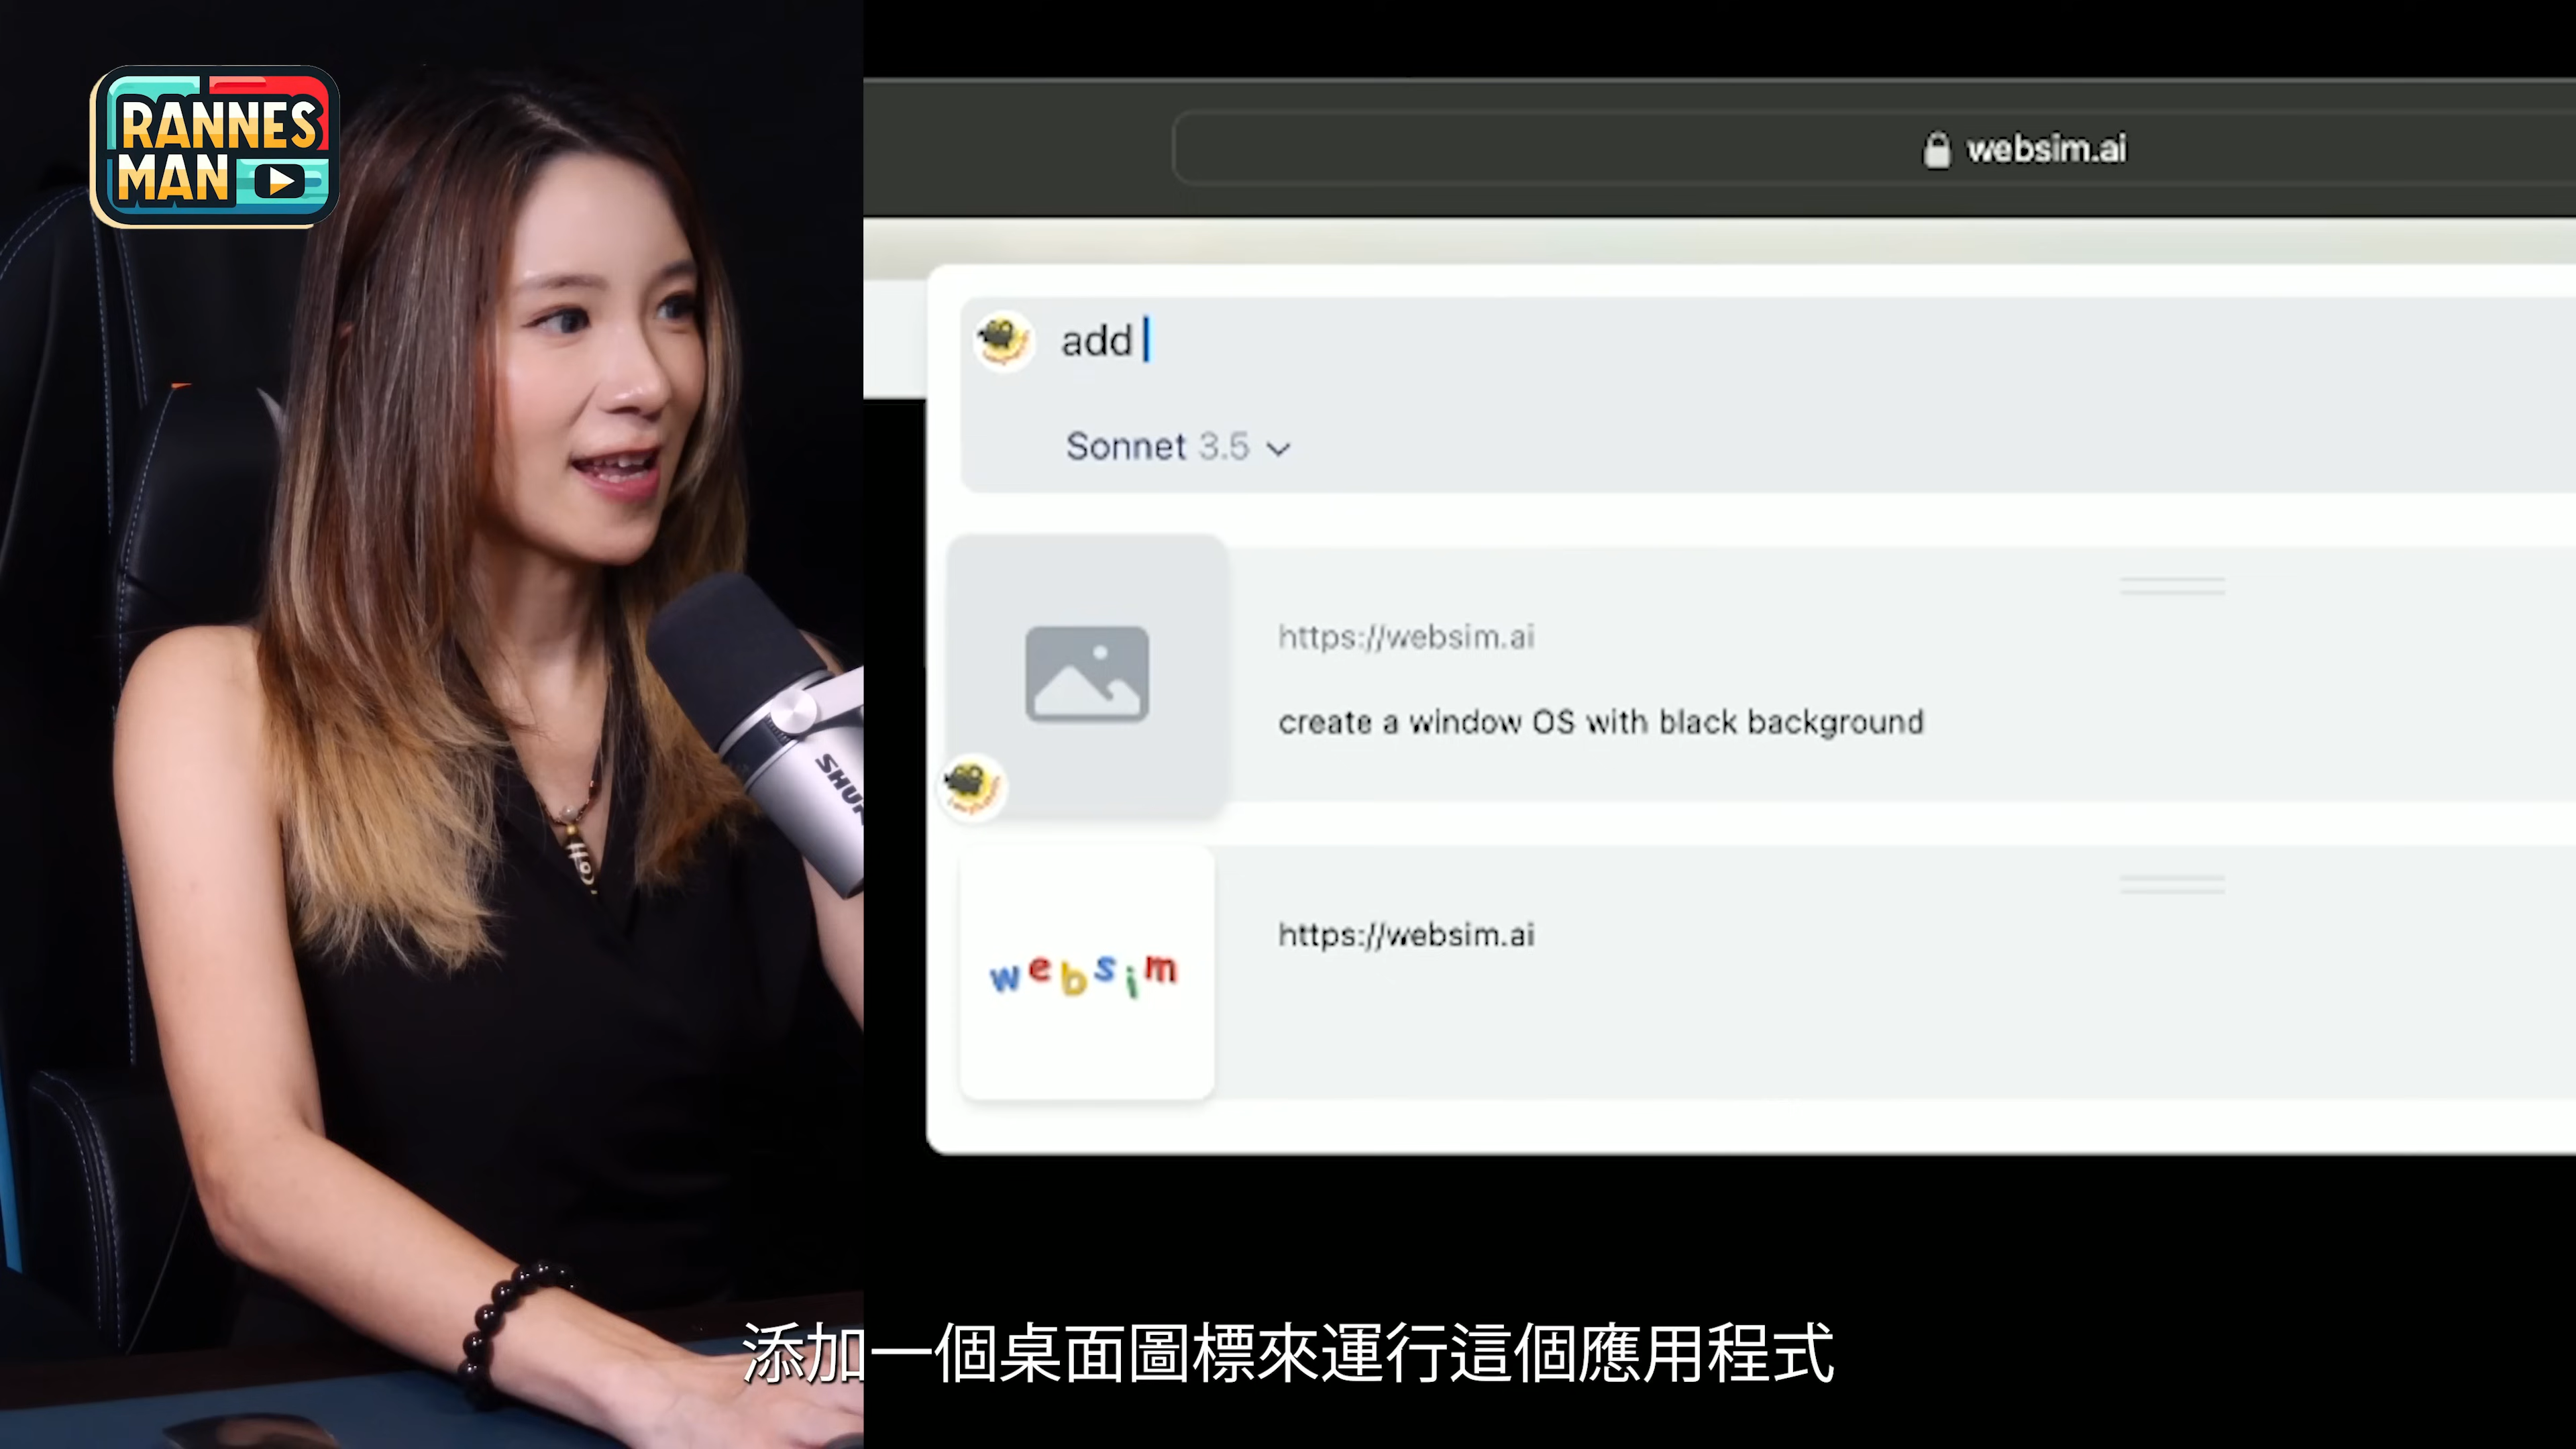 RANNES
MAN
websim.ai
add
Sonnet 3.5
https://websim.ai
create a window OS with black background
websim
https://websim.ai
SHUR
添加一個桌面圖標來運行這個應用程式